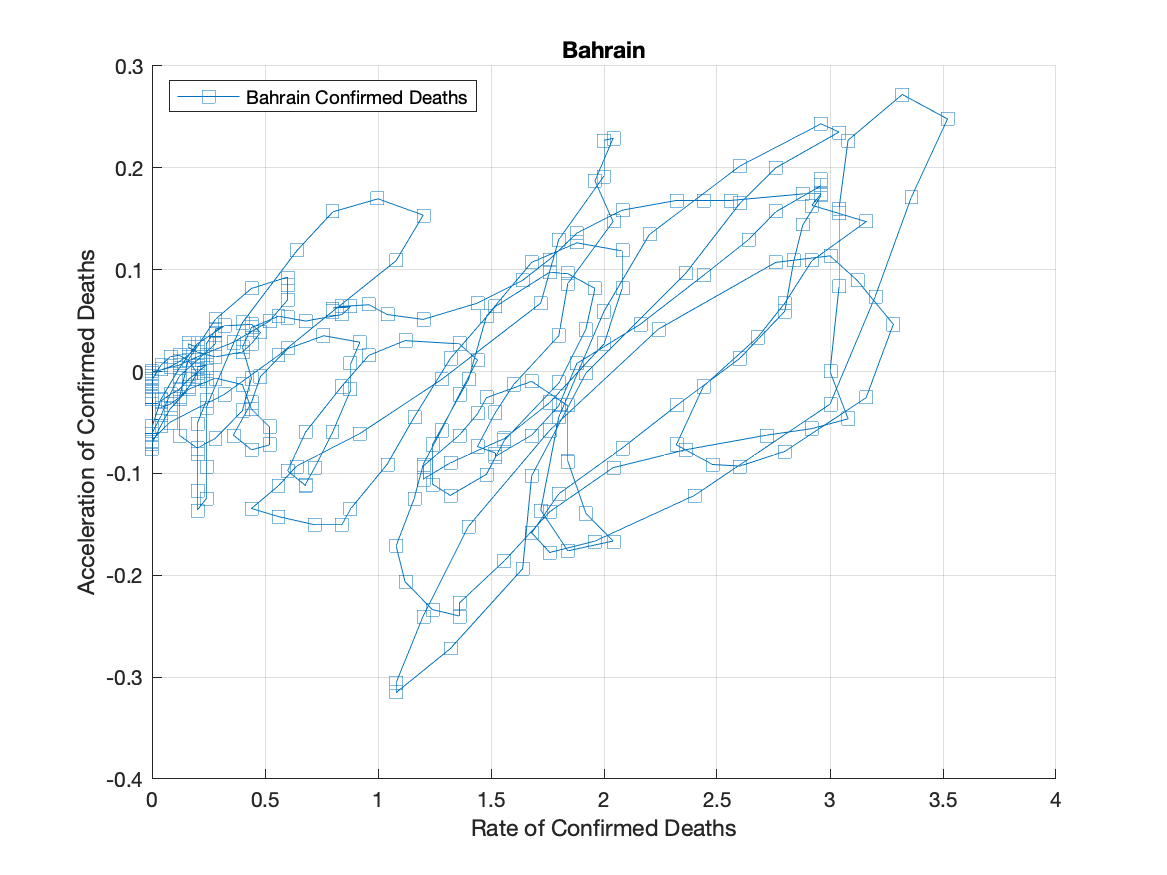 Bahrain
Bahrain Confirmed Deaths
0.3
0.2
0.1
0
-0.1
-0.2
-0.3
-0.4
Acceleration of Confirmed Deaths
0 0.5 1 1.5 2 2.5 3 3.5 4
Rate of Confirmed Deaths